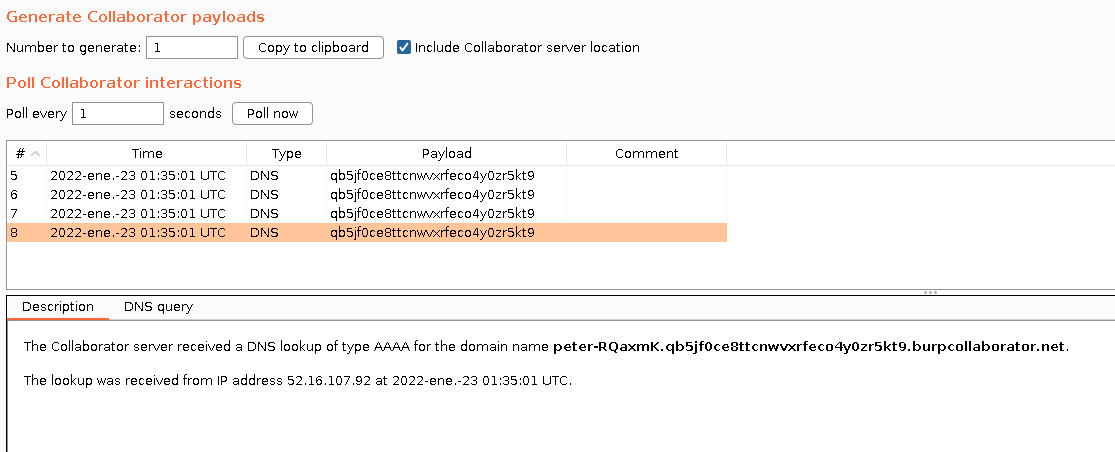 Generate Collaborator payloads
Number to generate: 1 Copy to clipboard Include Collaborator server location
Poll Collaborator interactions
Poll every 1 seconds Poll now
# Time Type Payload Comment
5 2022-ene.-23 01:35:01 UTC DNS qb5jf0ce8ttcnwvxrfeco4y0zr5kt9
6 2022-ene.-23 01:35:01 UTC DNS qb5jf0ce8ttcnwvxrfeco4y0zr5kt9
7 2022-ene.-23 01:35:01 UTC DNS qb5jf0ce8ttcnwvxrfeco4y0zr5kt9
8 2022-ene.-23 01:35:01 UTC DNS qb5jf0ce8ttcnwvxrfeco4y0zr5kt9
Description DNS query
The Collaborator server received a DNS lookup of type AAAA for the domain name peter-RQaxmK.qb5jf0ce8ttcnwvxrfeco4y0zr5kt9.burpcollaborator.net.
The lookup was received from IP address 52.16.107.92 at 2022-ene.-23 01:35:01 UTC.